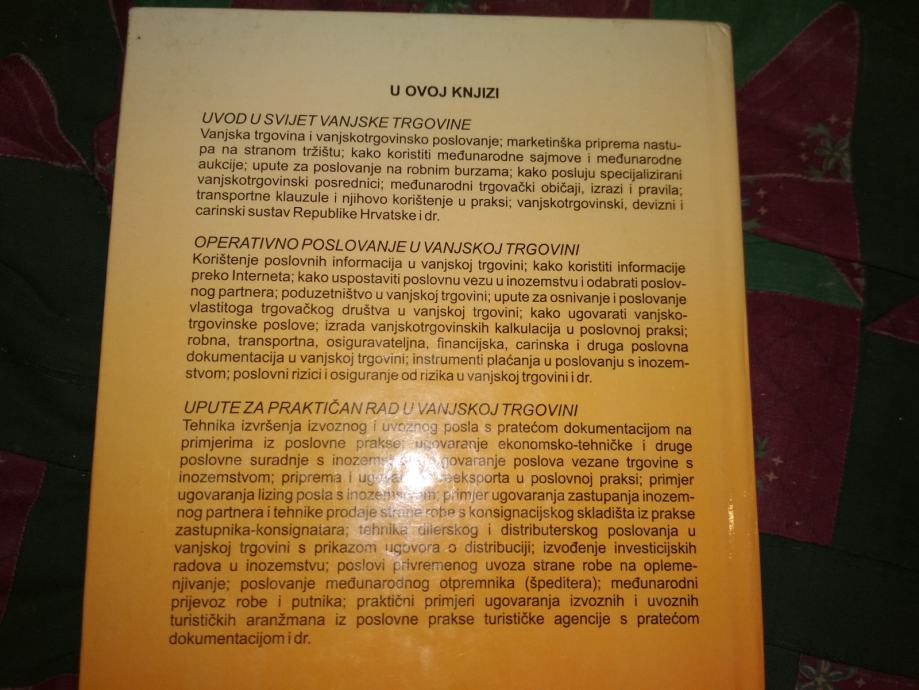 U OVOJ KNJIZI
UVOD U SVIJET VANJSKE TRGOVINE
Vanjska trgovina i vanjskotrgovinsko poslovanje; marketinška priprema nastu-
pa na stranom tržištu; kako koristiti međunarodne sajmove i međunarodne
aukcije; upute za poslovanje na robnim burzama; kako posluju specijalizirani
vanjskotrgovinski posrednici; međunarodni trgovački običaji, izrazi i pravila;
transportne klauzule i njihovo korištenje u praksi; vanjskotrgovinski, devizni i
carinski sustav Republike Hrvatske i dr.
OPERATIVNO POSLOVANJE U VANJSKOJ TRGOVINI
Korištenje poslovnih informacija u vanjskoj trgovini; kako koristiti informacije
preko Interneta; kako uspostaviti poslovnu vezu u inozemstvu i odabrati poslov-
nog partnera; poduzetništvo u vanjskoj trgovini; upute za osnivanje i poslovanje
vlastitoga trgovačkog društva u vanjskoj trgovini; kako ugovarati vanjsko-
trgovinske poslove; izrada vanjskotrgovinskih kalkulacija u poslovnoj praksi;
robna, transportna, osiguravateljna, financijska, carinska i druga poslovna
dokumentacija u vanjskoj trgovini; instrumenti plaćanja u poslovanju s inozem-
stvom; poslovni rizici i osiguranje od rizika u vanjskoj trgovini i dr.
UPUTE ZA PRAKTIČAN RAD U VANJSKOJ TRGOVINI
Tehnika izvršenja izvoznog i uvoznog posla s pratećom dokumentacijom na
primjerima iz poslovne prakse; ugovaranje ekonomsko-tehničke i druge
poslovne suradnje s inozemstvom; ugovaranje poslova vezane trgovine s
inozemstvom; priprema i u poslovnoj praksi; primjer
ugovaranja lizing posla s inozemstvom; primjer ugovaranja zastupanja inozem-
nog partnera i tehnike prodaje strane robe s konsignacijskog skladišta iz prakse
zastupnika-konsignatara; tehnika dilerskog i distributerskog poslovanja u
vanjskoj trgovini s prikazom ugovora o distribuciji; izvođenje investicijskih
radova u inozemstvu; poslovi privremenog uvoza strane robe na opleme-
njivanje; poslovanje međunarodnog otpremnika (špeditera); međunarodni
prijevoz robe i putnika; praktični primjeri ugovaranja izvoznih i uvoznih
turističkih aranžmana iz poslovne prakse turističke agencije s pratećom
dokumentacijom i dr.